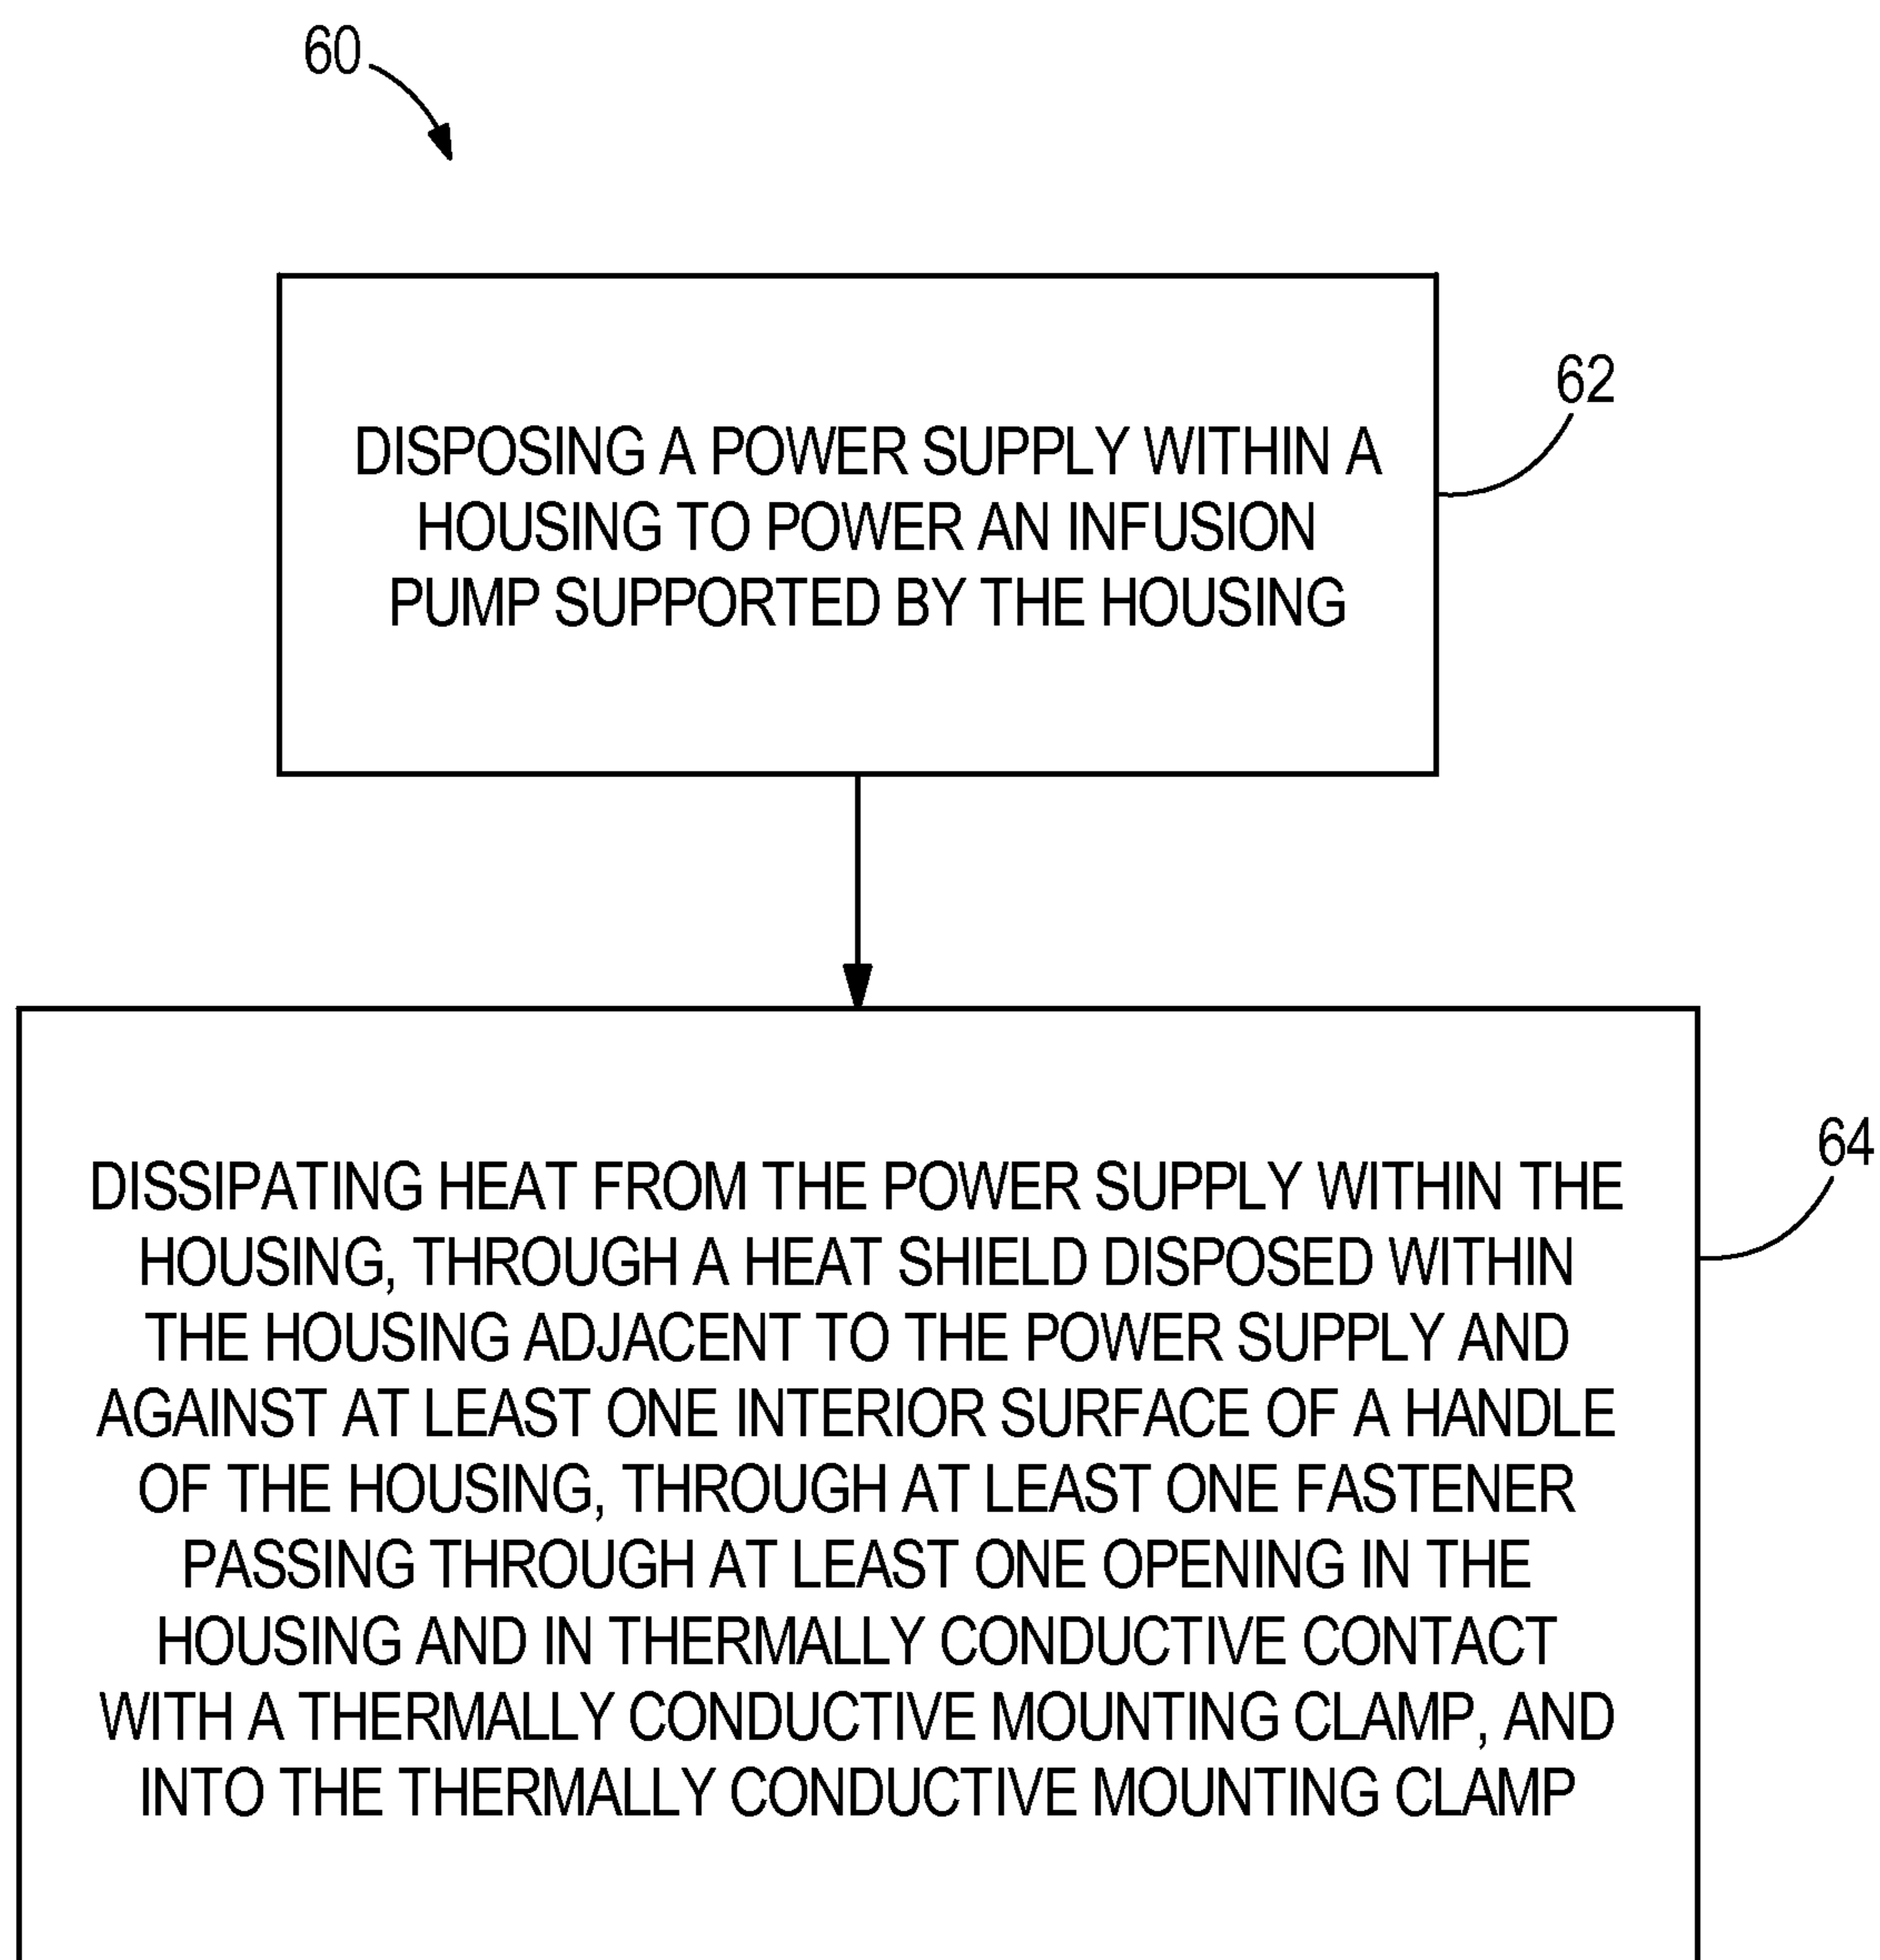 60
62
DISPOSING A POWER SUPPLY WITHIN A
HOUSING TO POWER AN INFUSION
PUMP SUPPORTED BY THE HOUSING
64
DISSIPATING HEAT FROM THE POWER SUPPLY WITHIN THE
HOUSING, THROUGH A HEAT SHIELD DISPOSED WITHIN
THE HOUSING ADJACENT TO THE POWER SUPPLY AND
AGAINST AT LEAST ONE INTERIOR SURFACE OF A HANDLE
OF THE HOUSING, THROUGH AT LEAST ONE FASTENER
PASSING THROUGH AT LEAST ONE OPENING IN THE
HOUSING AND IN THERMALLY CONDUCTIVE CONTACT
WITH A THERMALLY CONDUCTIVE MOUNTING CLAMP, AND
INTO THE THERMALLY CONDUCTIVE MOUNTING CLAMP